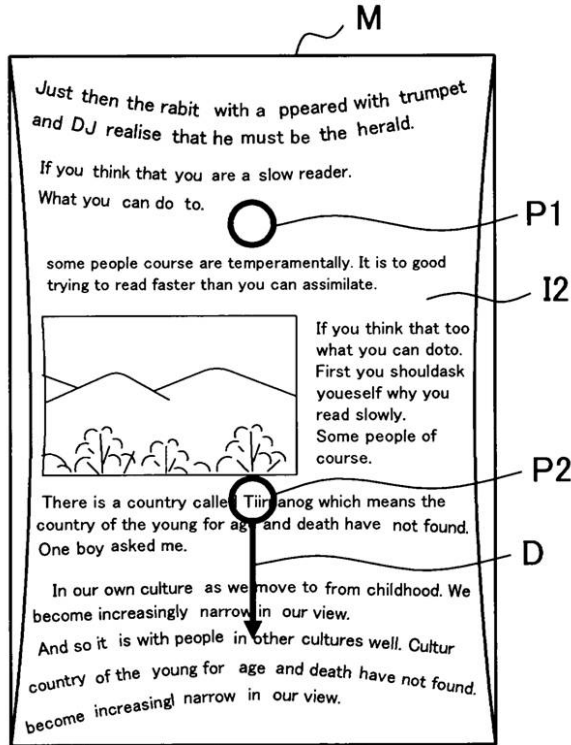 M
Just then the rabit with a ppeared with trumpet
and DJ realise that he must be the herald.
If you think that you are a slow reader.
What you can do to.
P1
some people course are temperamentally. It is to good
trying to read faster than you can assimilate.
I2
If you think that too
what you can doto.
First you shouldask
youeself why you
read slowly.
Some people of
course.
P2
There is a country called which means the
country of the young for age and death have not found.
One boy asked me.
D
In our own culture as we move to from childhood. We
become increasingly narrow in our view.
And so it is with people in other cultures well. Cultur
country of the young for age and death have not found.
become increasingl narrow in our view.